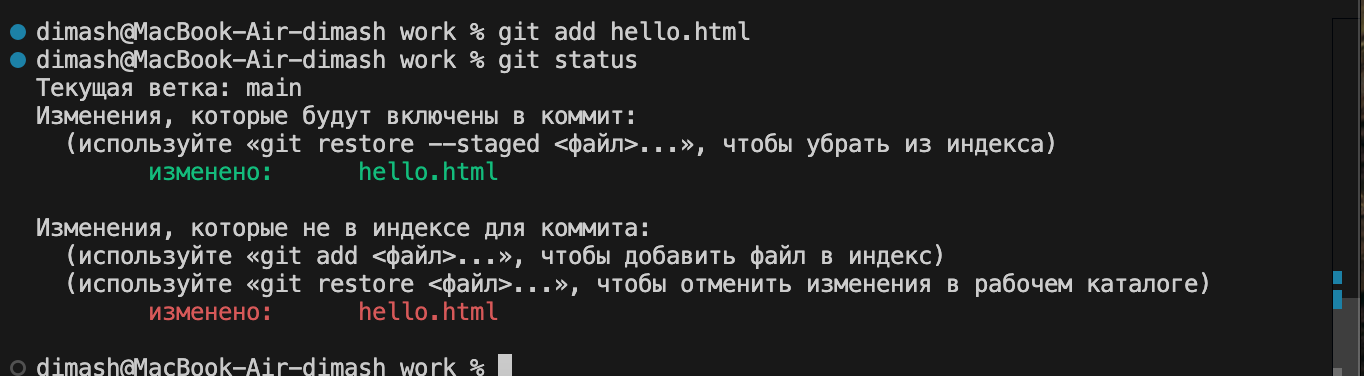 dimash@MacBook-Air-dimash work % git add hello.html
dimash@MacBook-Air-dimash work % git status
Текущая ветка: main
Изменения, которые будут включены в коммит:
  (используйте «git restore --staged <файл>...», чтобы убрать из индекса)
        изменено:      hello.html

Изменения, которые не в индексе для коммита:
  (используйте «git add <файл>...», чтобы добавить файл в индекс)
  (используйте «git restore <файл>...», чтобы отменить изменения в рабочем каталоге)
        изменено:      hello.html

dimash@MacBook-Air-dimash work %